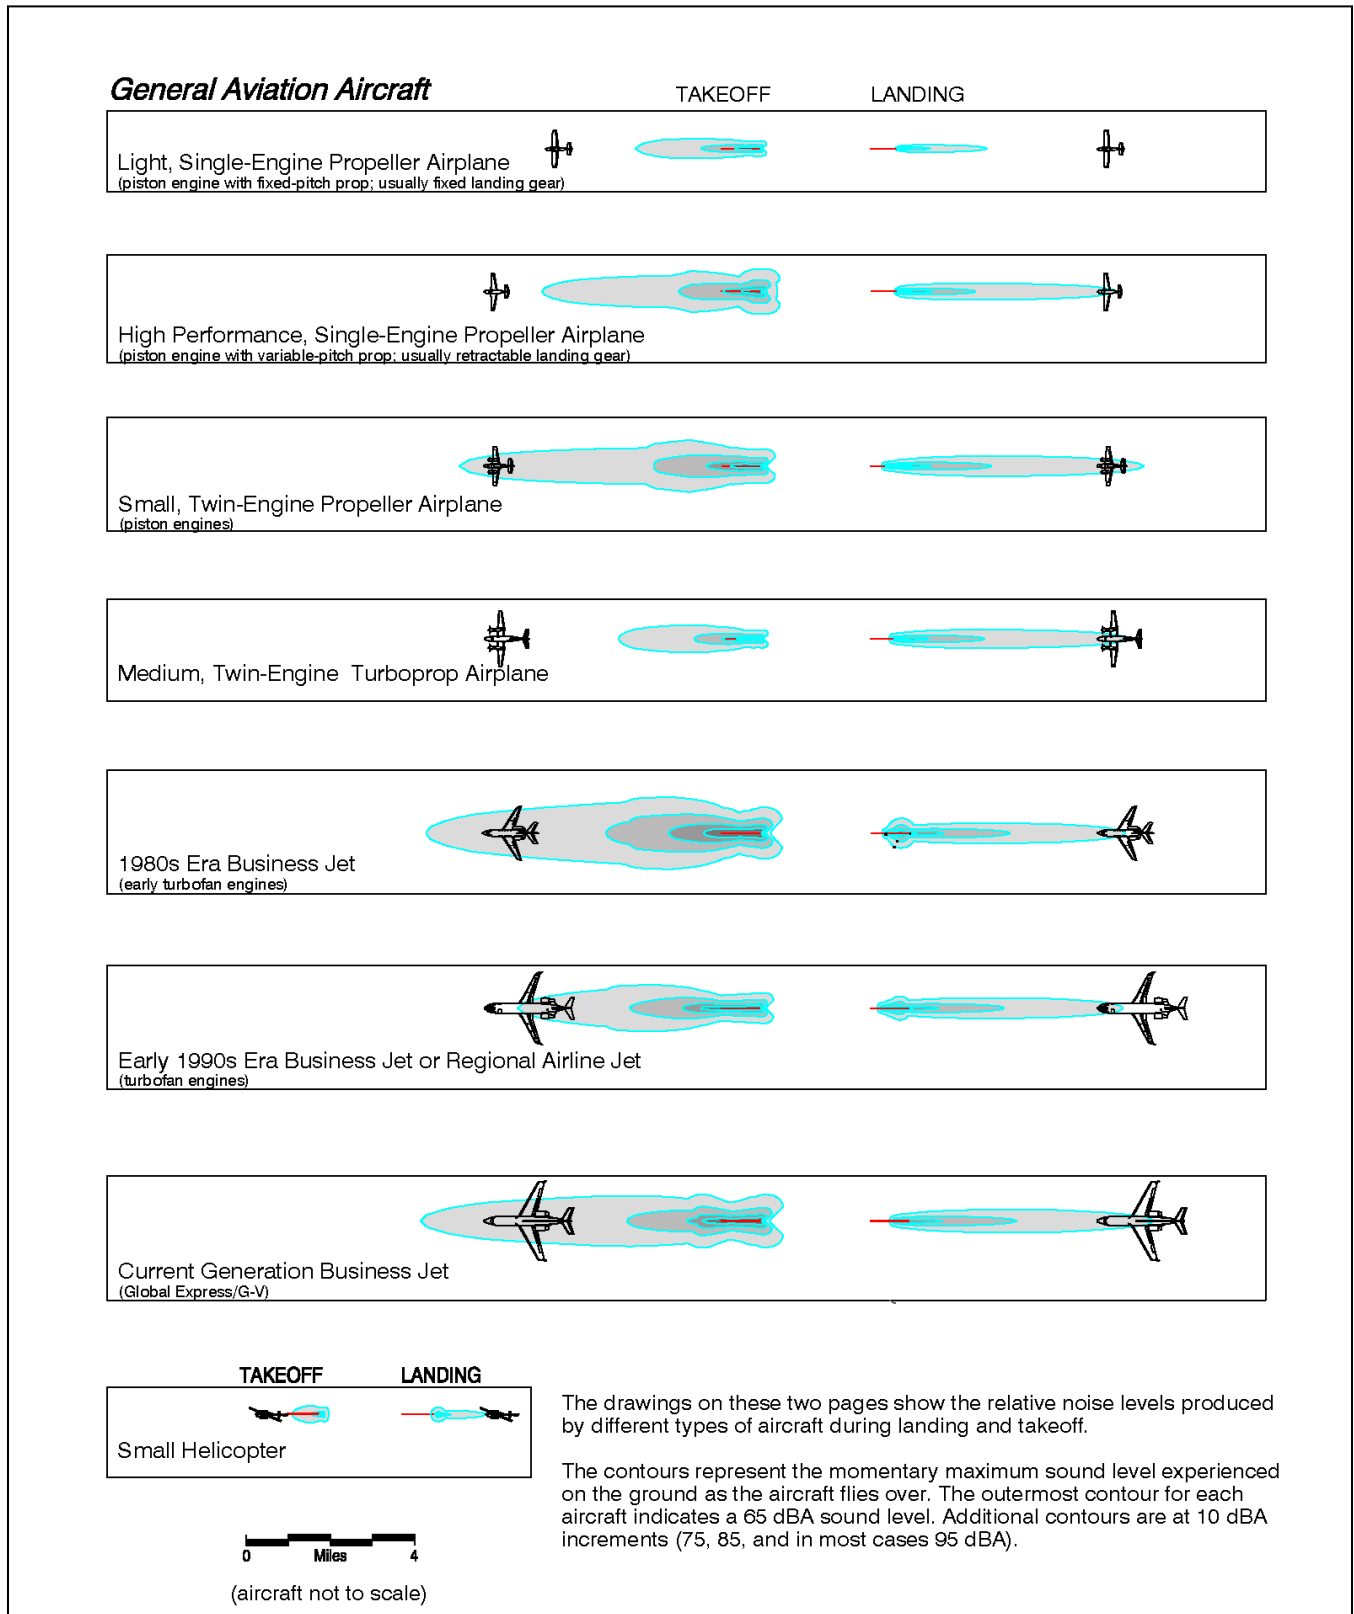 General Aviation Aircraft
TAKEOFF LANDING
Light, Single-Engine Propeller Airplane
(piston engine with fixed-pitch prop; usually fixed landing gear)
High Performance, Single-Engine Propeller Airplane
(piston engine with variable-pitch prop; usually retractable landing gear)
Small, Twin-Engine Propeller Airplane
(piston engines)
Medium, Twin-Engine Turboprop Airplane
1980s Era Business Jet
(early turbofan engines)
Early 1990s Era Business Jet or Regional Airline Jet
(turbofan engines)
Current Generation Business Jet
(Global Express/G-V)
TAKEOFF LANDING
Small Helicopter
The drawings on these two pages show the relative noise levels produced
by different types of aircraft during landing and takeoff.
The contours represent the momentary maximum sound level experienced
on the ground as the aircraft flies over. The outermost contour for each
aircraft indicates a 65 dBA sound level. Additional contours are at 10 dBA
increments (75, 85, and in most cases 95 dBA).
0 Miles 4
(aircraft not to scale)